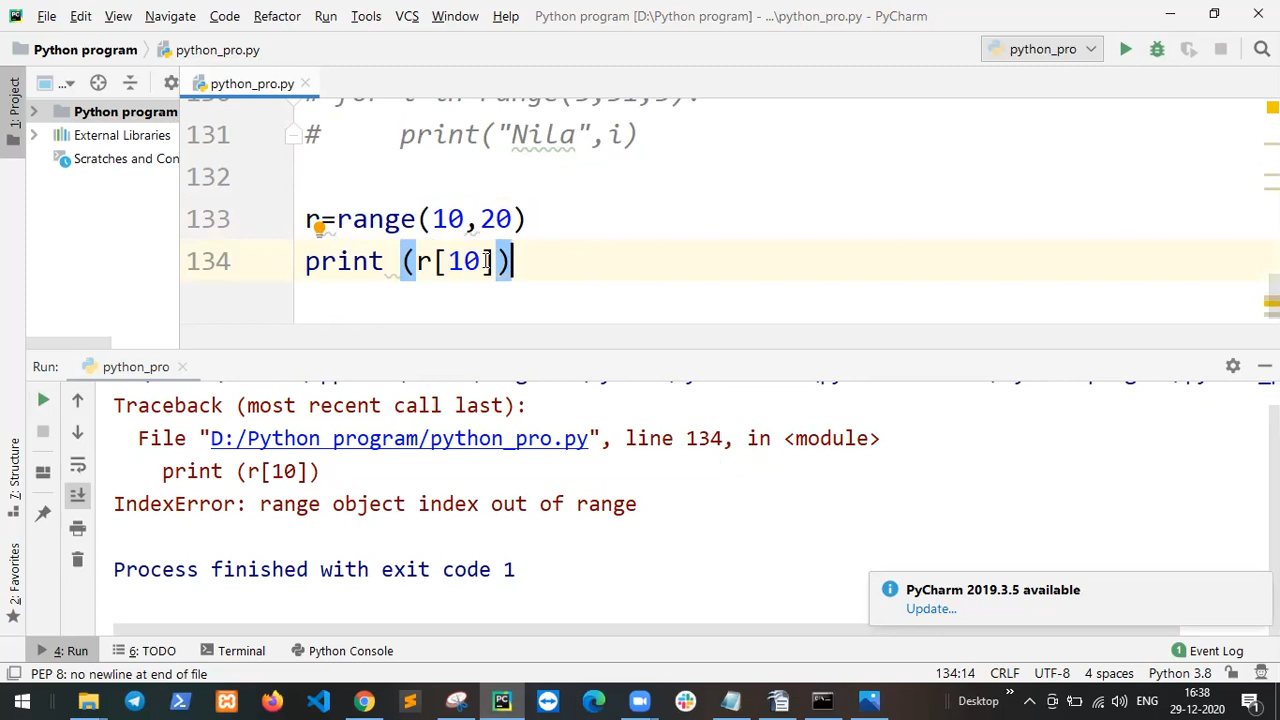 File Edit View Navigate Code Refactor Run Tools VCS Window Help Python program [D:\Python program] - ...\python_pro.py - PyCharm
Python program python_pro.py python_pro
1: Project ... python_pro.py
Python program
External Libraries
Scratches and Con
131 # print("Nila",i)
132
133 r=range(10,20)
134 print (r[10])
Run: python_pro
Traceback (most recent call last):
File "D:/Python program/python_pro.py", line 134, in <module>
print (r[10])
IndexError: range object index out of range
Process finished with exit code 1
Z: Structure
2: Favorites
PyCharm 2019.3.5 available
Update...
4: Run 6: TODO Terminal Python Console Event Log
PEP 8: no newline at end of file 134:14 CRLF UTF-8 4 spaces Python 3.8
Desktop » ENG 16:38
29-12-2020 1